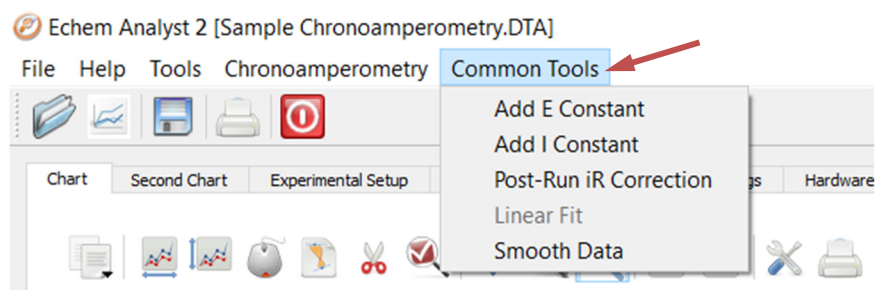 Echem Analyst 2 [Sample Chronoamperometry.DTA]
File Help Tools Chronoamperometry Common Tools
Add E Constant
Add I Constant
Post-Run iR Correction
Linear Fit
Smooth Data
Chart Second Chart Experimental Setup Hardware